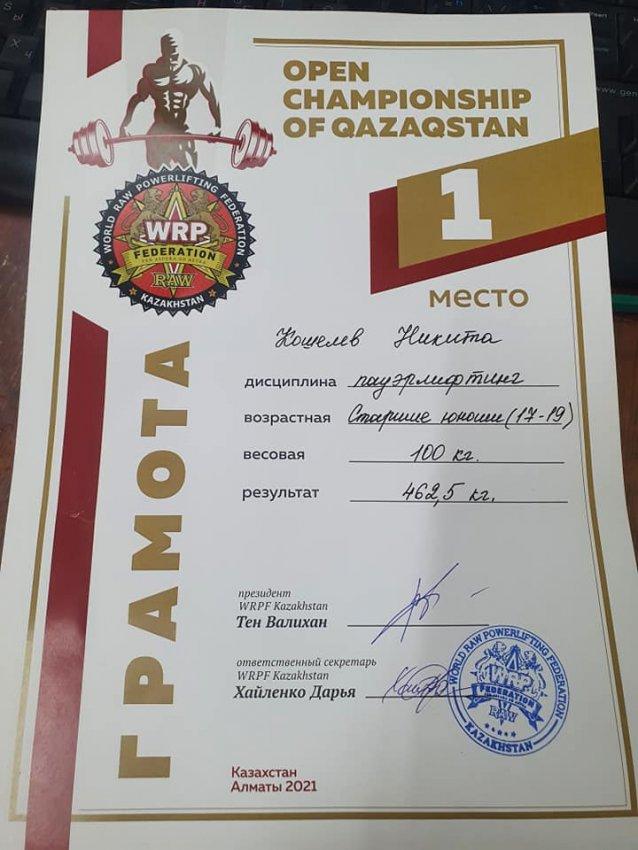 OPEN
CHAMPIONSHIP
OF QAZAQSTAN
WORLD RAW POWERLIFTING FEDERATION
WRP
FEDERATION
RAW
KAZAKHSTAN
1
место
ГРАМОТА
Кошелев Никита
дисциплина пауэрлифтинг
возрастная Старшие юноши (17-19)
весовая 100 кг.
результат 462,5 кг.
президент
WRPF Kazakhstan
Тен Валихан
ответственный секретарь
WRPF Kazakhstan
Хайленко Дарья
WORLD RAW POWERLIFTING FEDERATION
WRP
FEDERATION
RAW
KAZAKHSTAN
Казахстан
Алматы 2021